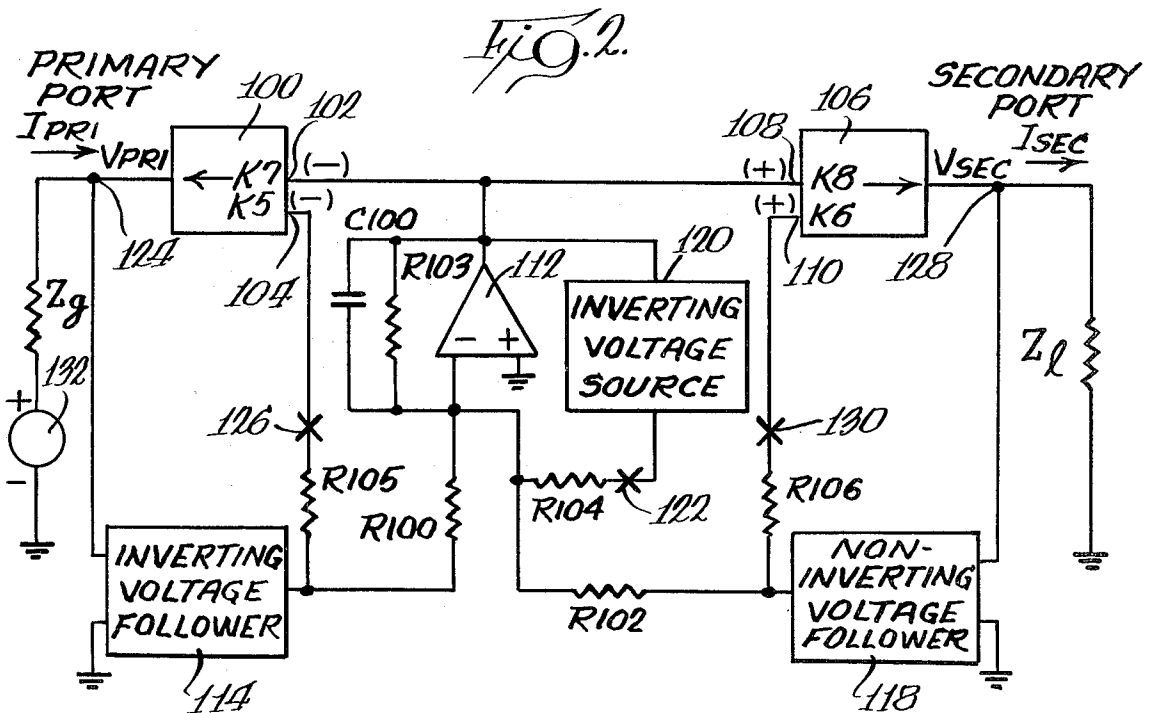 Fig. 2.
PRIMARY
PORT
IPRI
VPRI
100
102
(-)
K7
K5
(-)
104
124
Zg
132
+
-
C100
R103
112
- +
120
INVERTING
VOLTAGE
SOURCE
108
106
(+)
K8
(+)
K6
110
SECONDARY
PORT
ISEC
VSEC
128
Zl
126
R105
R100
R104
122
130
R106
R102
INVERTING
VOLTAGE
FOLLOWER
114
NON-
INVERTING
VOLTAGE
FOLLOWER
118